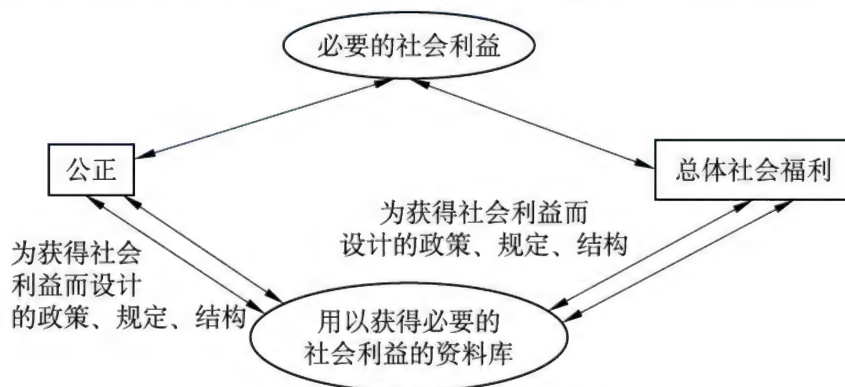 必要的社会利益
公正
总体社会福利
为获得社会利益而
设计的政策、规定、结构
为获得社会
利益而设计
的政策、规定、结构
用以获得必要的
社会利益的资料库